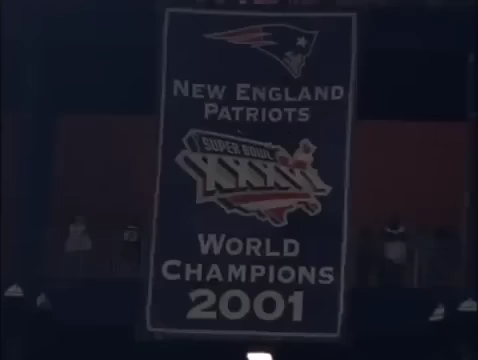 NEW ENGLAND
PATRIOTS
SUPER BOWL
XXXVI
WORLD
CHAMPIONS
2001